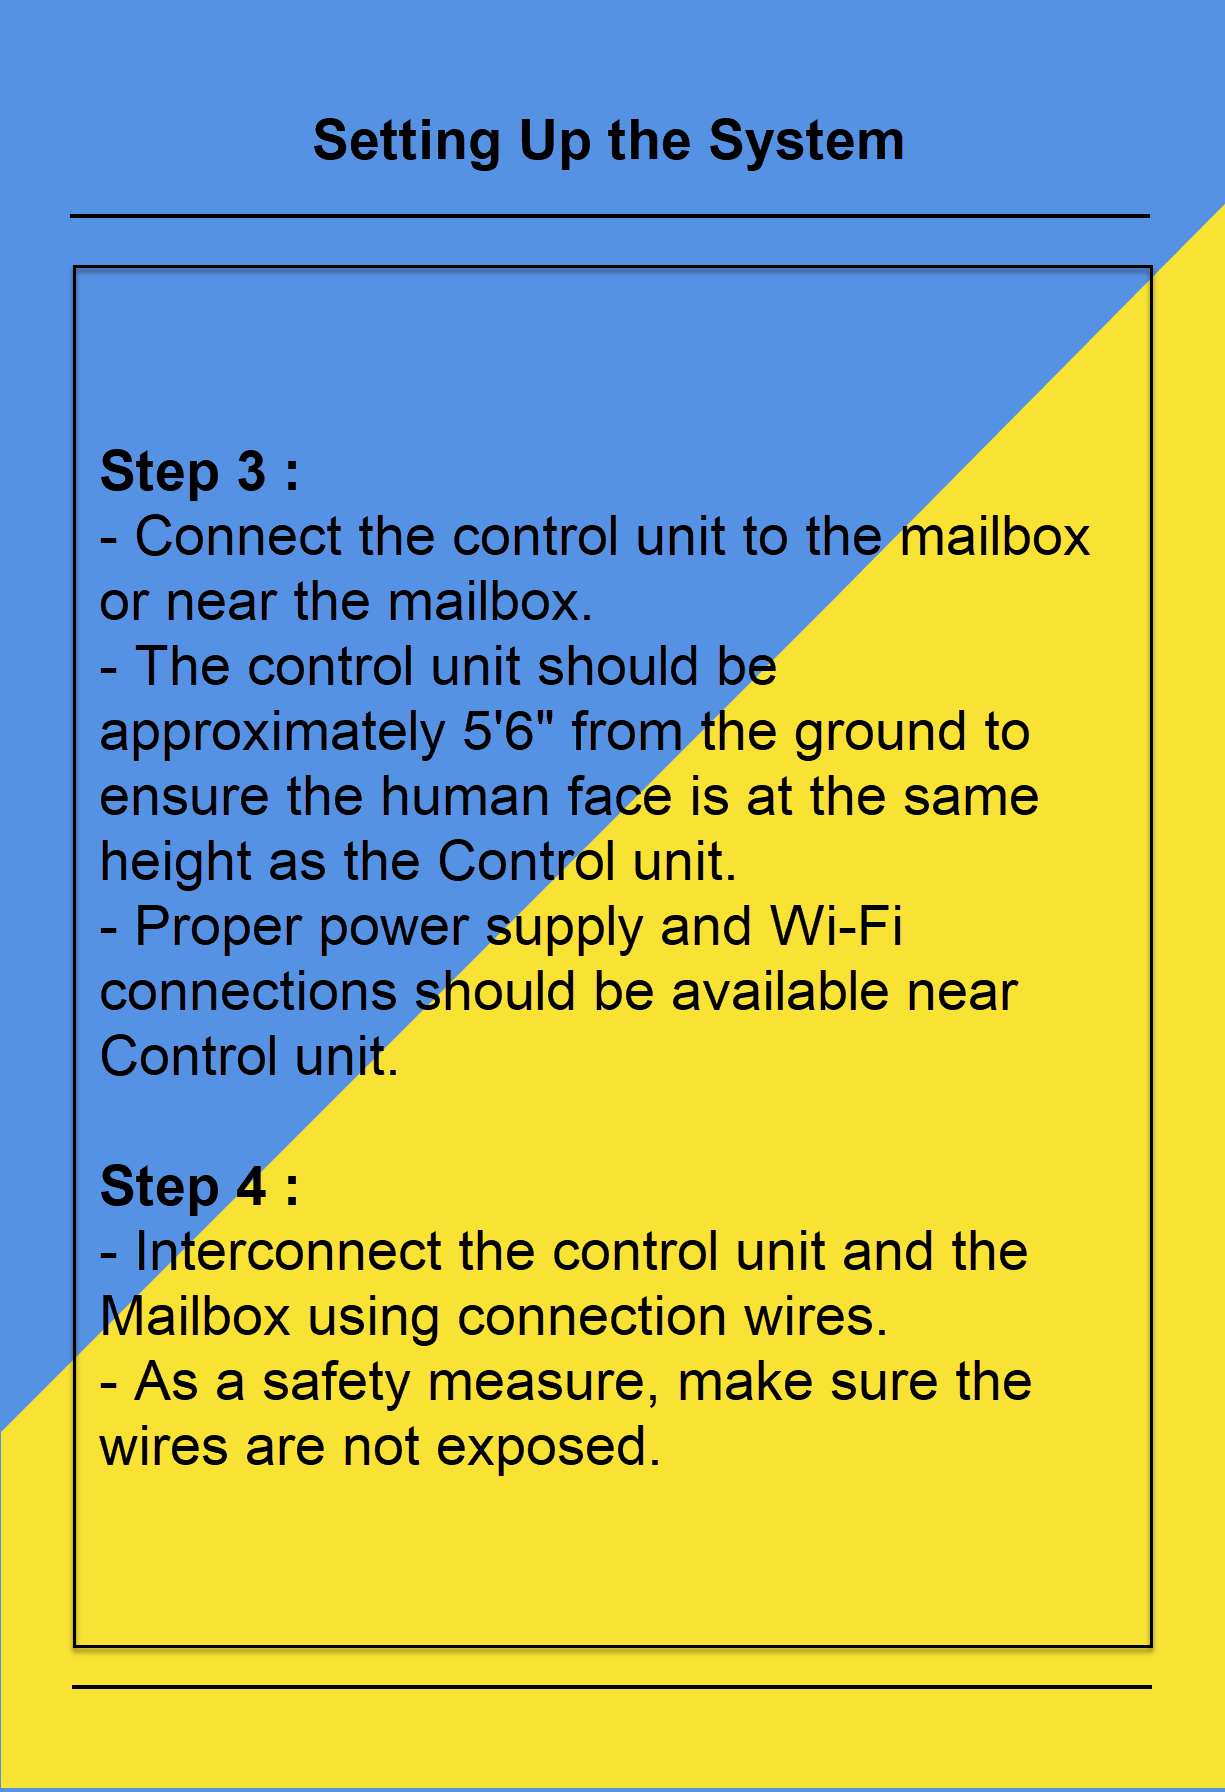 Setting Up the System
Step 3 :
- Connect the control unit to the mailbox
or near the mailbox.
- The control unit should be
approximately 5'6" from the ground to
ensure the human face is at the same
height as the Control unit.
- Proper power supply and Wi-Fi
connections should be available near
Control unit.
Step 4 :
- Interconnect the control unit and the
Mailbox using connection wires.
- As a safety measure, make sure the
wires are not exposed.